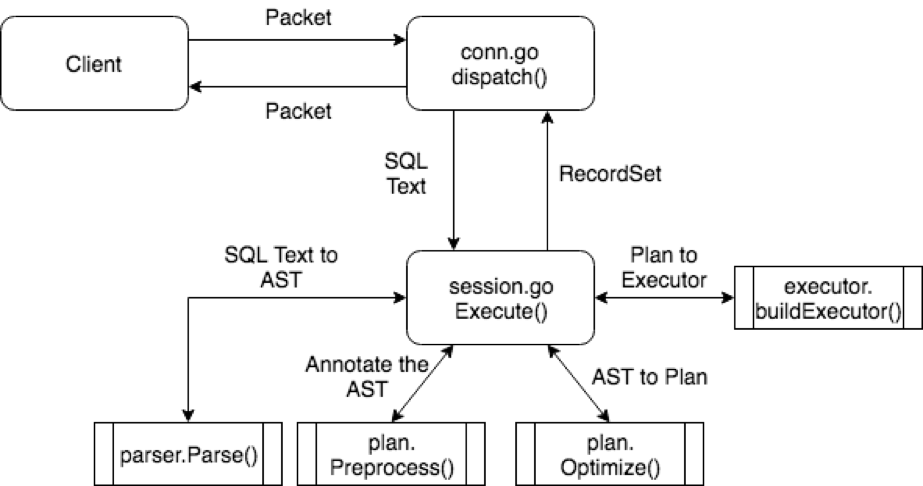 Packet
Client
conn.go
dispatch()
Packet
SQL
Text
RecordSet
SQL Text to
AST
session.go
Execute()
Plan to
Executor
executor.
buildExecutor()
Annotate the
AST
AST to Plan
parser.Parse()
plan.
Preprocess()
plan.
Optimize()